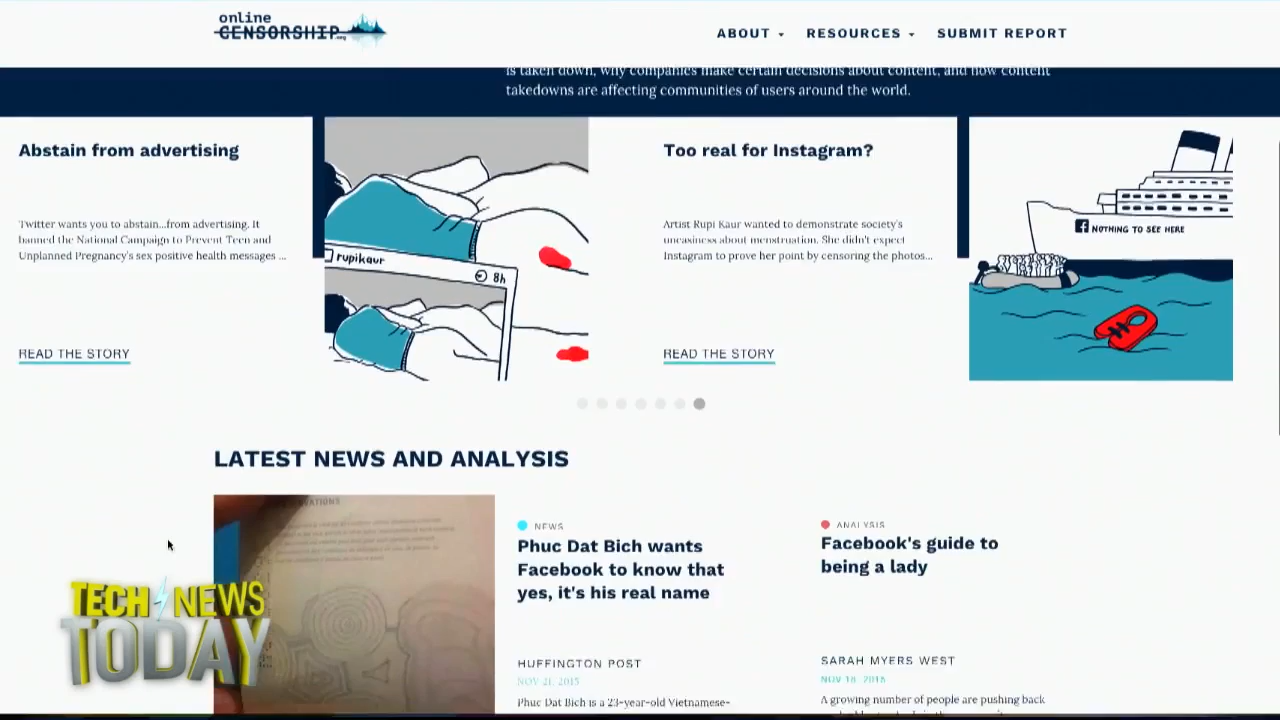 online
CENSORSHIP.org
ABOUT
RESOURCES
SUBMIT REPORT
is taken down, why companies make certain decisions about content, and how content
takedowns are affecting communities of users around the world.
Abstain from advertising
Twitter wants you to abstain...from advertising. It
banned the National Campaign to Prevent Teen and
Unplanned Pregnancy's sex positive health messages ...
READ THE STORY
rupikaur
8h
Too real for Instagram?
Artist Rupi Kaur wanted to demonstrate society's
uneasiness about menstruation. She didn't expect
Instagram to prove her point by censoring the photos...
READ THE STORY
f NOTHING TO SEE HERE
LATEST NEWS AND ANALYSIS
NEWS
Phuc Dat Bich wants
Facebook to know that
yes, it's his real name
HUFFINGTON POST
NOV 21, 2015
Phuc Dat Bich is a 23-year-old Vietnamese-
ANALYSIS
Facebook's guide to
being a lady
SARAH MYERS WEST
NOV 18, 2015
A growing number of people are pushing back
TECH NEWS
TODAY